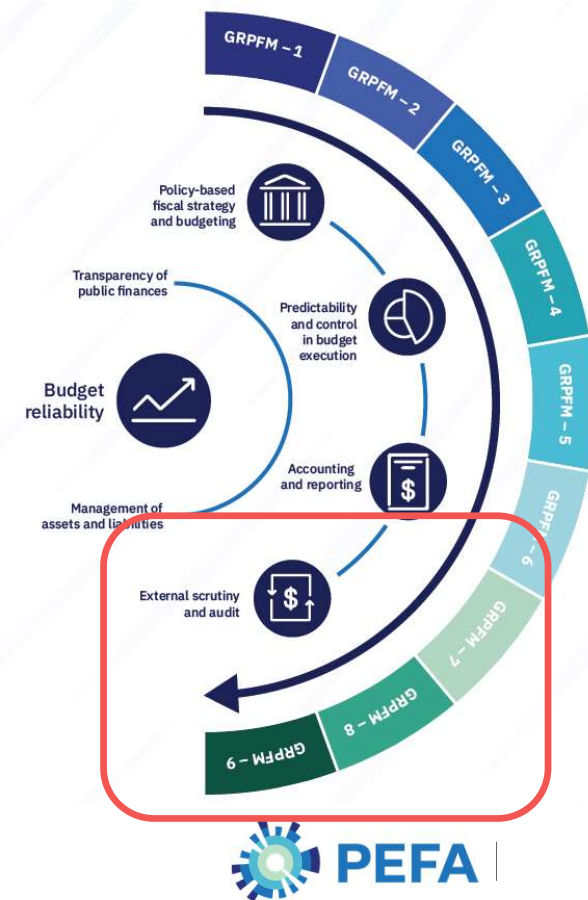 GRPFM – 1
GRPFM – 2
GRPFM – 3
GRPFM – 4
GRPFM – 5
GRPFM – 6
GRPFM – 7
GRPFM – 8
GRPFM – 9
Policy-based
fiscal strategy
and budgeting
Transparency of
public finances
Predictability
and control
in budget
execution
Budget
reliability
Accounting
and reporting
$
Management of
assets and liabilities
External scrutiny
and audit
$
PEFA